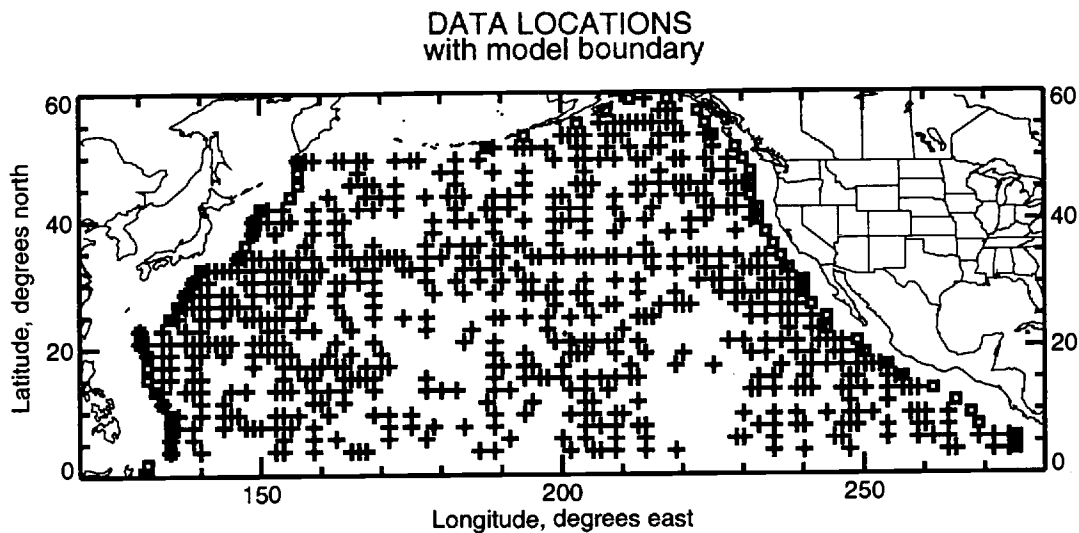 DATA LOCATIONS
with model boundary
60
60
40
40
20
20
0
0
150
200
250
Latitude, degrees north
Longitude, degrees east